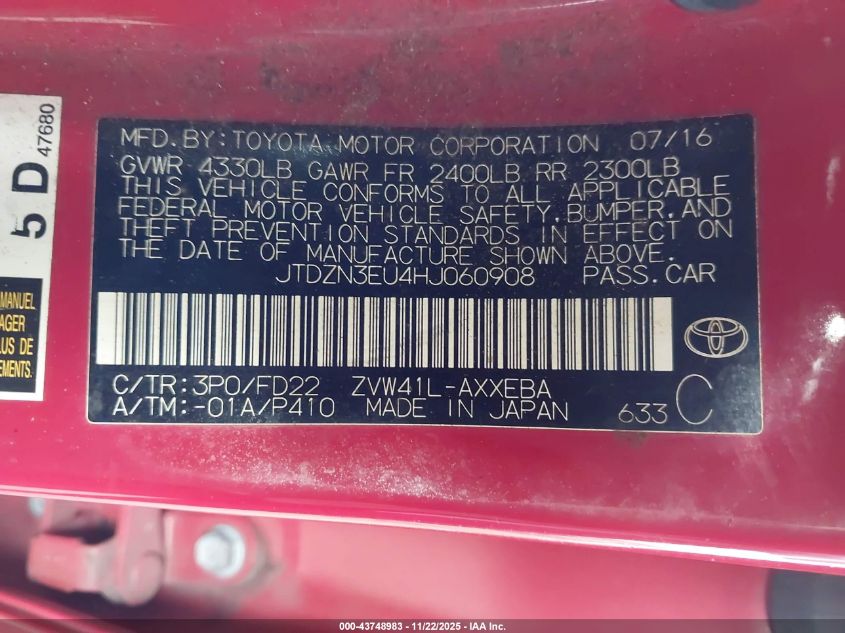 5 D 47680
MANUEL
AGER
LUS DE
EMENTS.
MFD.BY:TOYOTA MOTOR CORPORATION 07/16
GVWR 4330LB GAWR FR 2400LB RR 2300LB
THIS VEHICLE CONFORMS TO ALL APPLICABLE
FEDERAL MOTOR VEHICLE SAFETY,BUMPER,AND
THEFT PREVENTION STANDARDS IN EFFECT ON
THE DATE OF MANUFACTURE SHOWN ABOVE.
JTDZN3EU4HJ060908 PASS.CAR
C/TR:3P0/FD22 ZVW41L-AXXEBA
A/TM:-01A/P410 MADE IN JAPAN 633 C
000-43748983 - 11/22/2025 - IAA Inc.